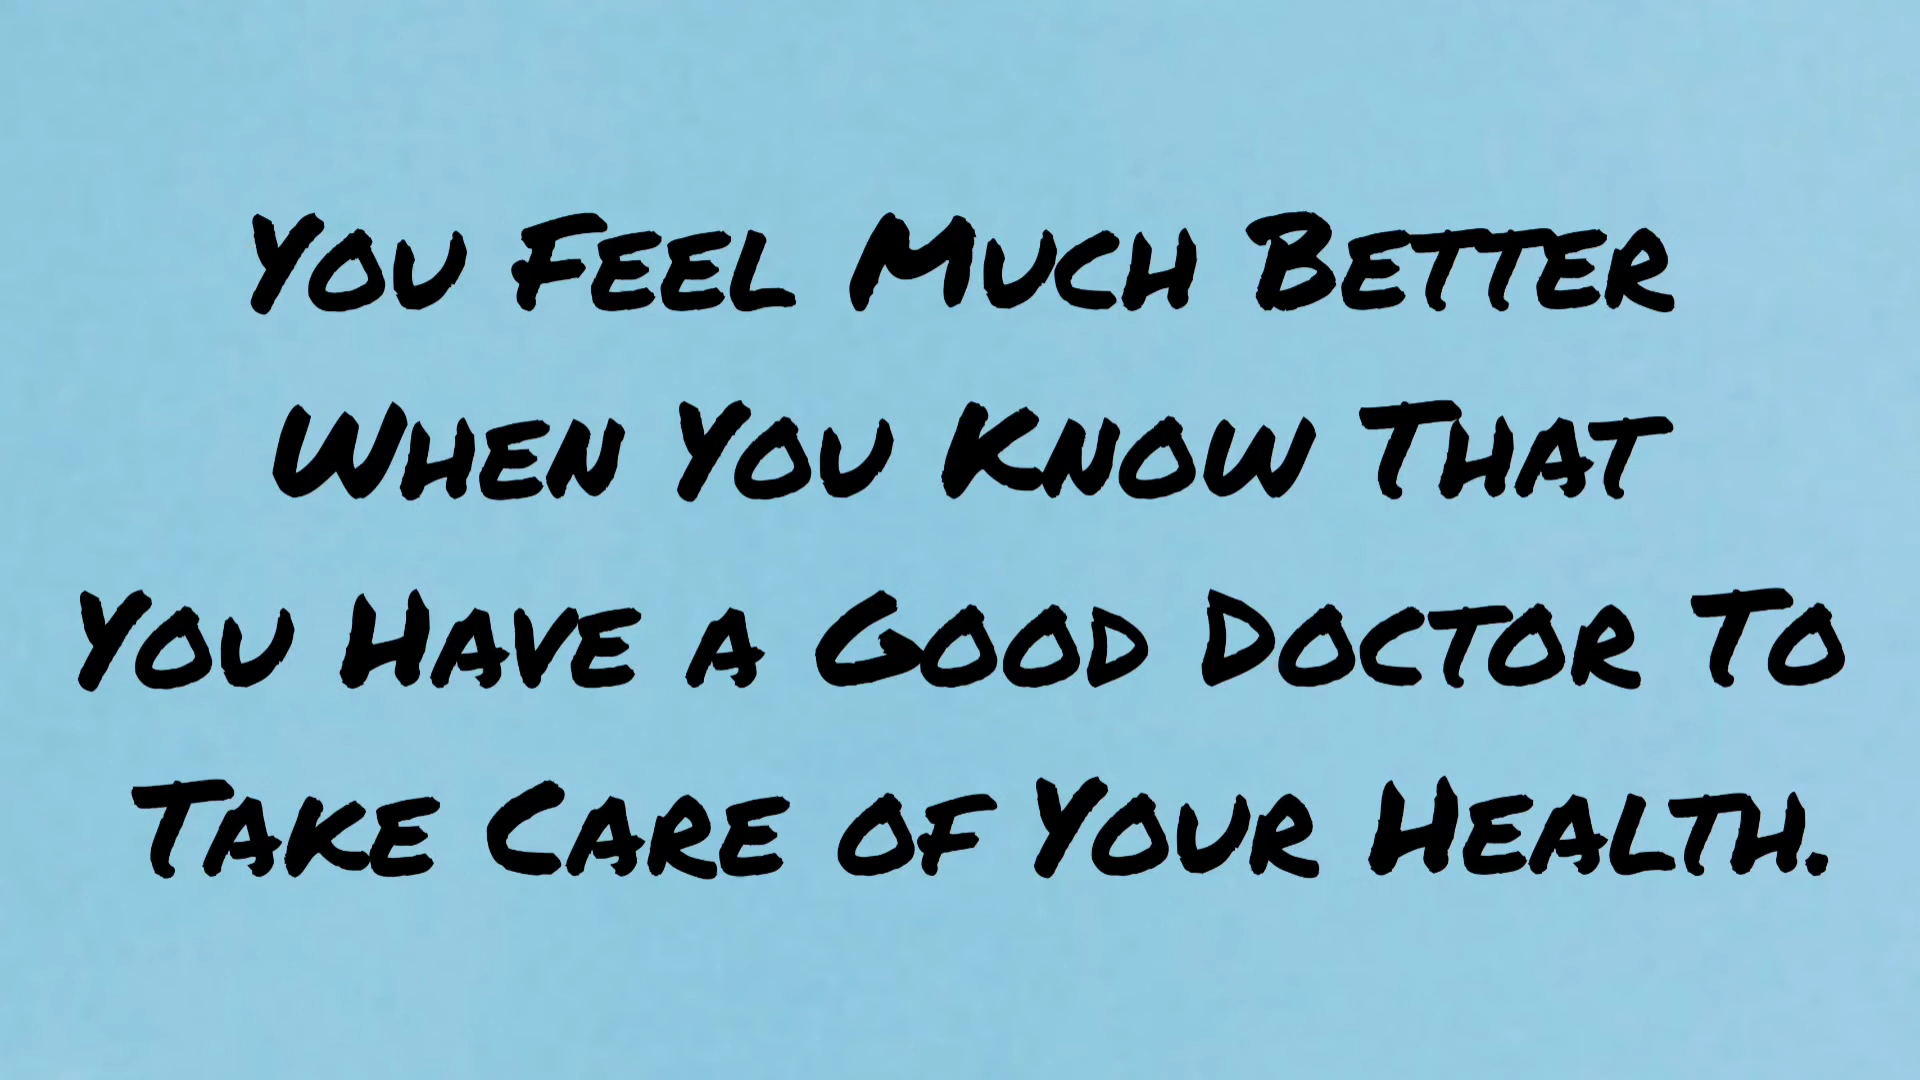 You Feel Much Better
When You Know That
You Have a Good Doctor To
Take Care of Your Health.